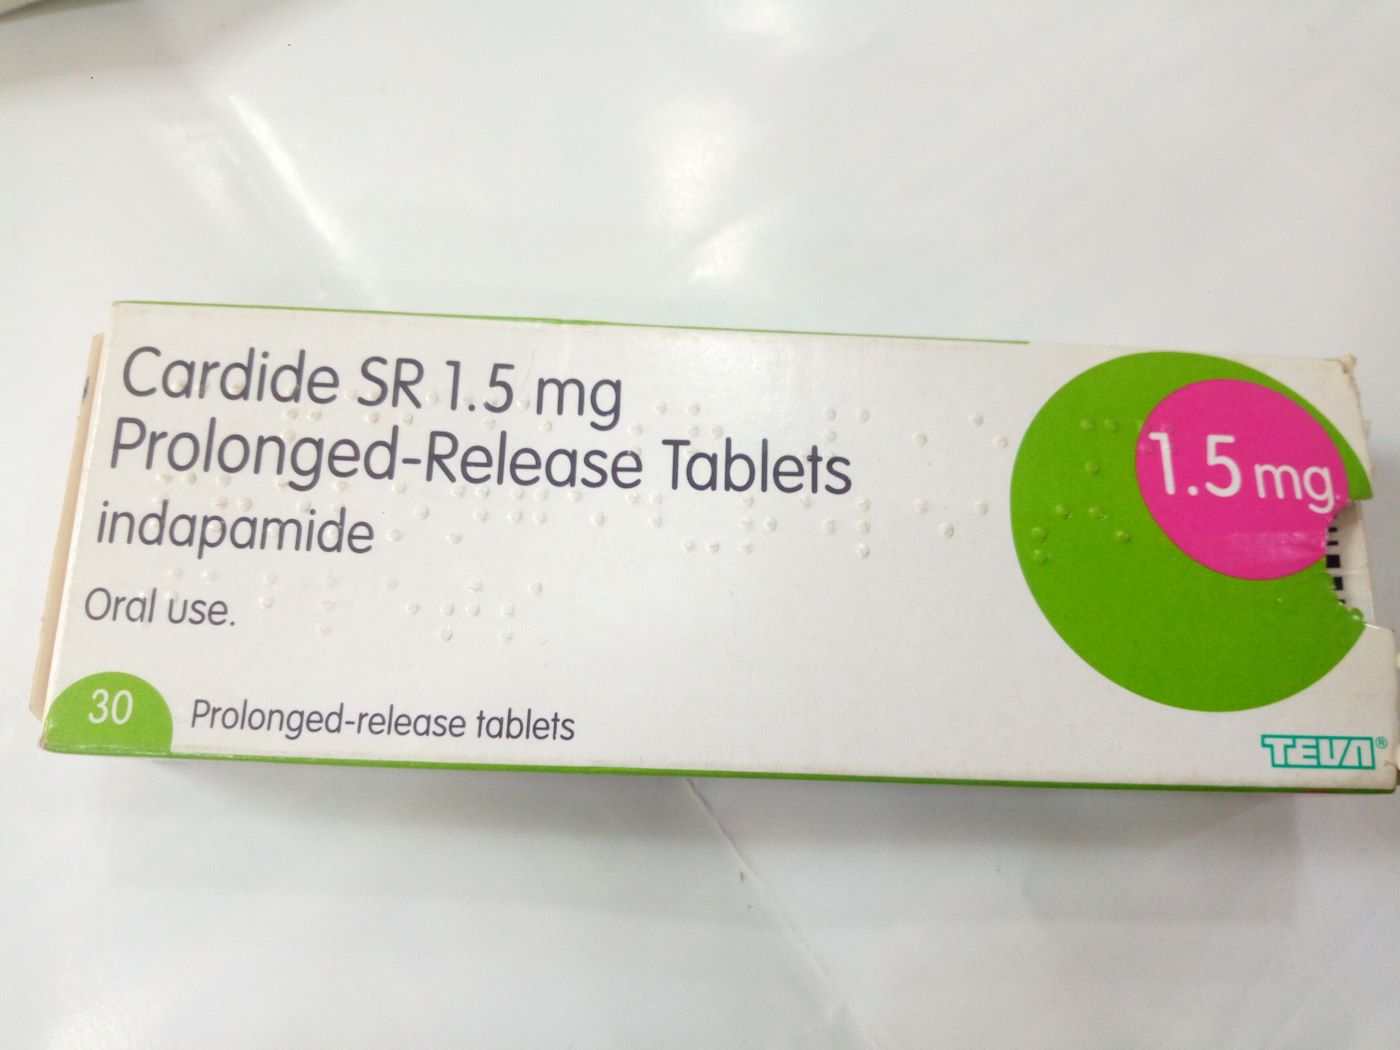 Cardide SR 1.5 mg
Prolonged-Release Tablets
indapamide
Oral use.
30 Prolonged-release tablets
1.5 mg
TEVA®